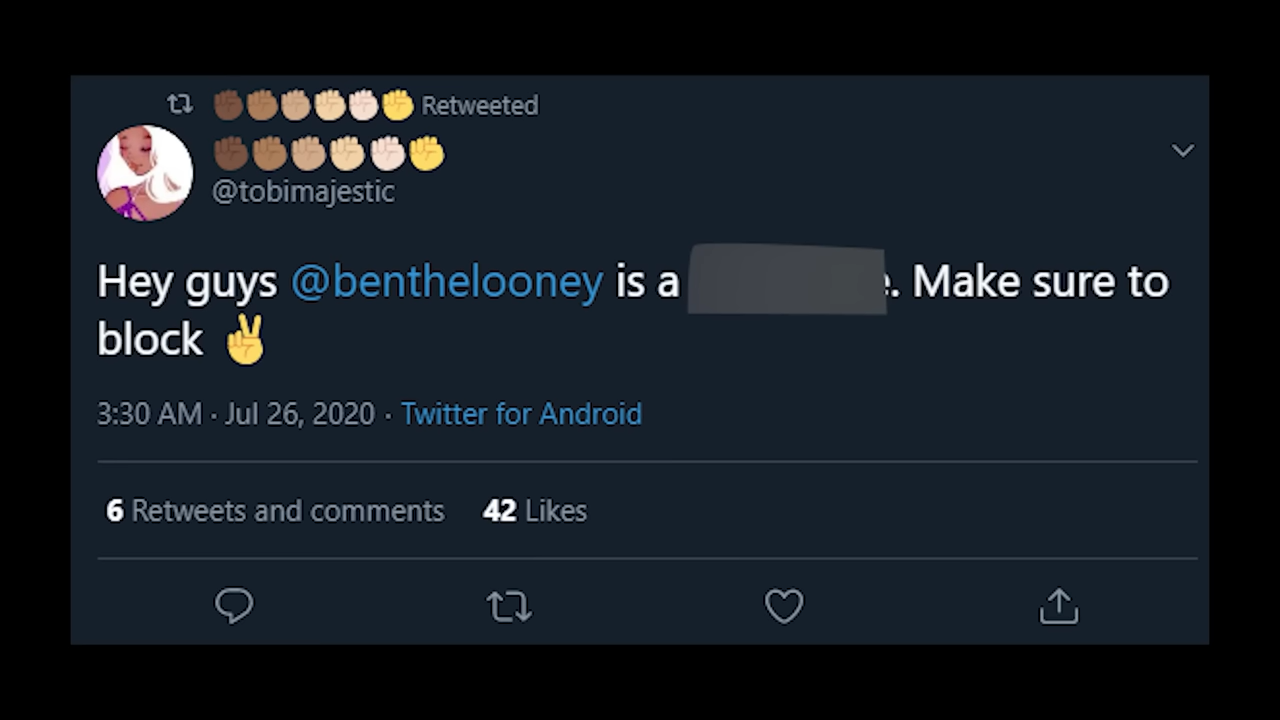 ✊🏿✊🏾✊🏽✊🏼✊🏻✊ Retweeted
✊🏿✊🏾✊🏽✊🏼✊🏻✊
@tobimajestic
Hey guys @benthelooney is a . Make sure to
block ✌
3:30 AM · Jul 26, 2020 · Twitter for Android
6 Retweets and comments 42 Likes